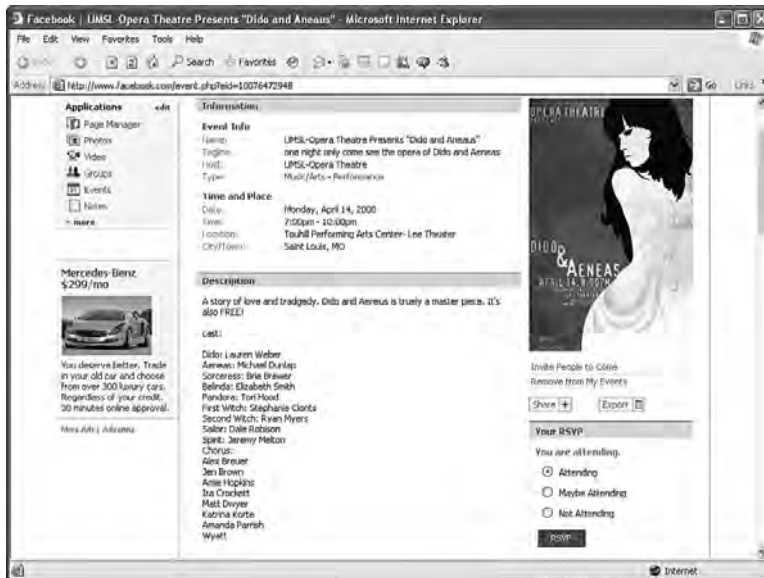 Facebook | UMSL-Opera Theatre Presents "Dido and Aneaus" - Microsoft Internet Explorer
File Edit View Favorites Tools Help
Search Favorites
Address http://www.facebook.com/event.php?eid=10076472948 Go Links
Applications edit
Page Manager
Photos
Video
Groups
Events
Notes
more
Mercedes-Benz
$299/mo
You deserve better. Trade
in your old car and choose
from over 300 luxury cars.
Regardless of your credit.
30 minutes online approval.
More Ads | Advertise
Information
Event Info
Name: UMSL-Opera Theatre Presents "Dido and Aneaus"
Tagline: one night only come see the opera of Dido and Aeneas
Host: UMSL-Opera Theatre
Type: Music/Arts - Performance
Time and Place
Date: Monday, April 14, 2008
Time: 7:00pm - 10:00pm
Location: Touhill Performing Arts Center- Lee Theater
City/Town: Saint Louis, MO
Description
A story of love and tradgedy. Dido and Aeneus is truely a master piece. It's
also FREE!
cast:
Dido: Lauren Weber
Aeneas: Michael Dunlap
Sorceress: Brie Brewer
Belinda: Elizabeth Smith
Pandora: Tori Hood
First Witch: Stephanie Clonts
Second Witch: Ryan Myers
Sailor: Dale Robison
Spirit: Jeremy Melton
Chorus:
Alex Breuer
Jen Brown
Amie Hopkins
Ira Crockett
Matt Dwyer
Katrina Korte
Amanda Parrish
Wyatt
OPERA THEATRE
DIDO
& AENEAS
APRIL 14, 8:00PM
Invite People to Come
Remove from My Events
Share + Export
Your RSVP
You are attending.
Attending
Maybe Attending
Not Attending
RSVP
Internet